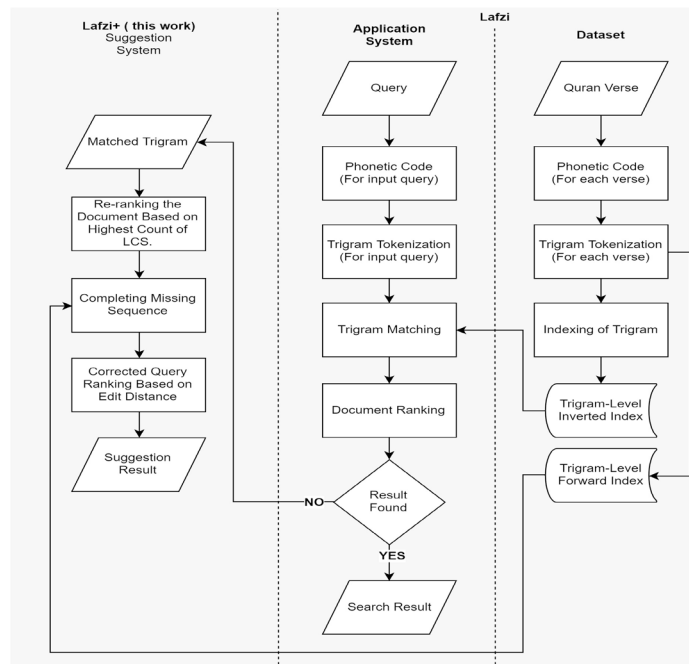 Lafzi+ ( this work)
Suggestion
System
Matched Trigram
Re-ranking the
Document Based on
Highest Count of
LCS.
Completing Missing
Sequence
Corrected Query
Ranking Based on
Edit Distance
Suggestion
Result
Lafzi
Application
System
Query
Phonetic Code
(For input query)
Trigram Tokenization
(For input query)
Trigram Matching
Document Ranking
Result
Found
NO
YES
Search Result
Dataset
Quran Verse
Phonetic Code
(For each verse)
Trigram Tokenization
(For each verse)
Indexing of Trigram
Trigram-Level
Inverted Index
Trigram-Level
Forward Index